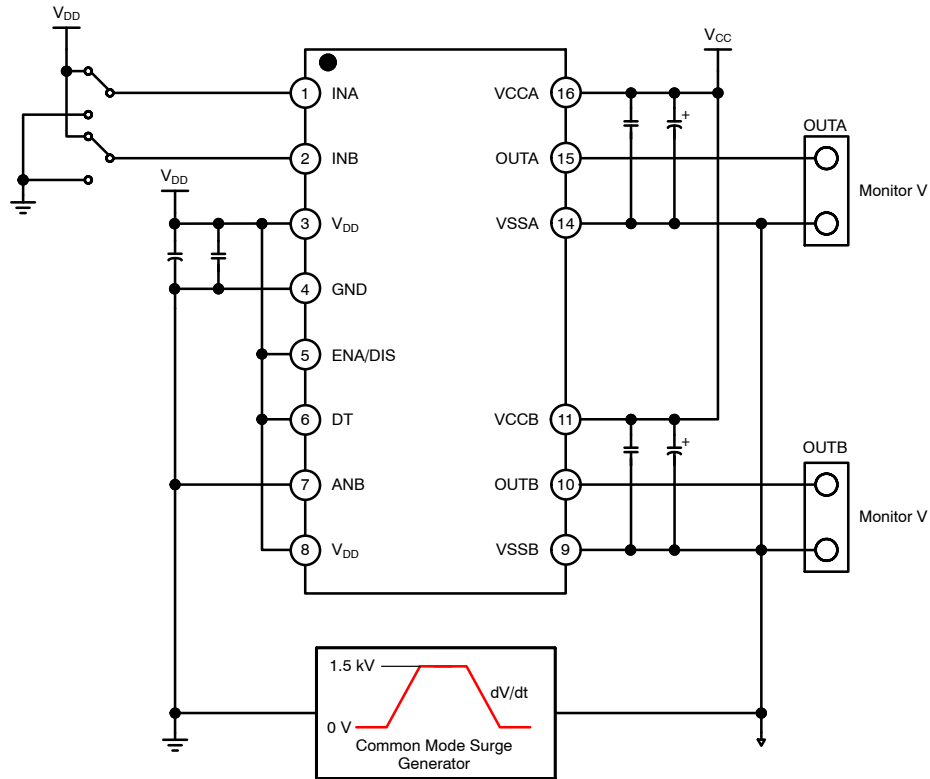 VDD
VCC
1 INA VCCA 16
OUTA
2 INB OUTA 15
VDD
Monitor V
3 VDD VSSA 14
4 GND
5 ENA/DIS
6 DT VCCB 11
OUTB
7 ANB OUTB 10
Monitor V
8 VDD VSSB 9
+
+
1.5 kV
dV/dt
0 V
Common Mode Surge
Generator